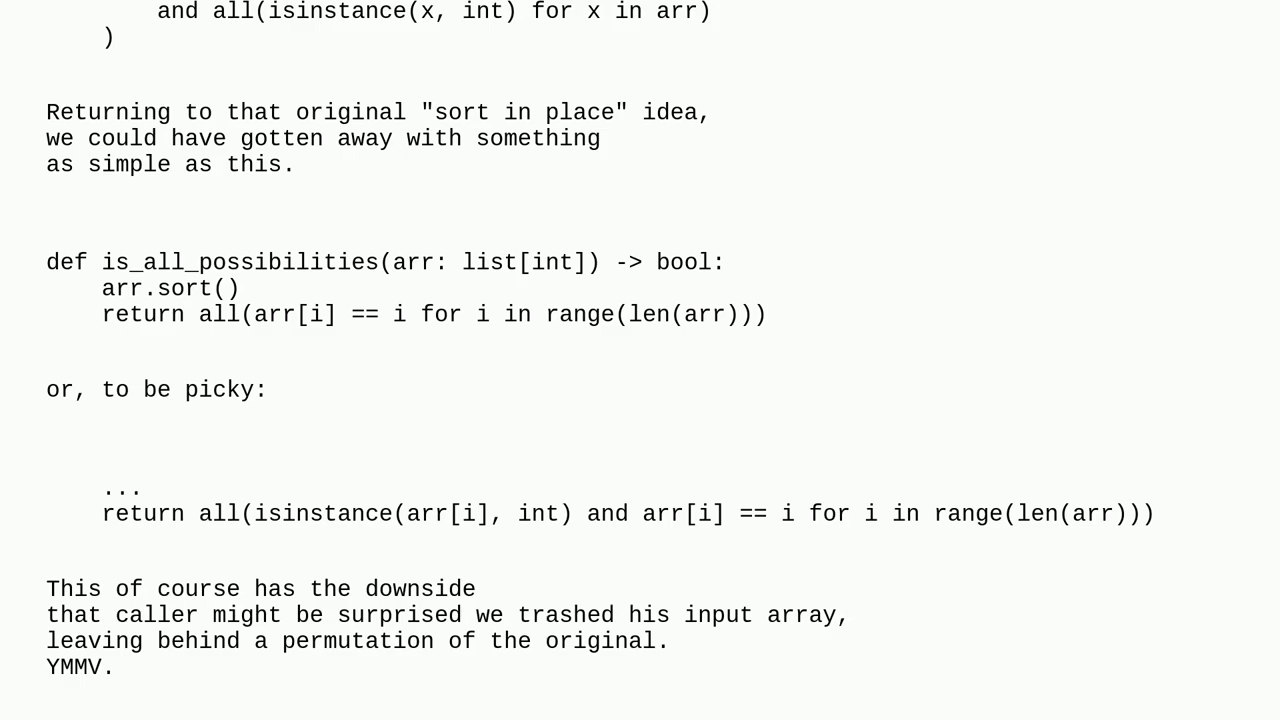 and all(isinstance(x, int) for x in arr)
    )
Returning to that original "sort in place" idea,
we could have gotten away with something
as simple as this.
def is_all_possibilities(arr: list[int]) -> bool:
    arr.sort()
    return all(arr[i] == i for i in range(len(arr)))
or, to be picky:
    ...
    return all(isinstance(arr[i], int) and arr[i] == i for i in range(len(arr)))
This of course has the downside
that caller might be surprised we trashed his input array,
leaving behind a permutation of the original.
YMMV.